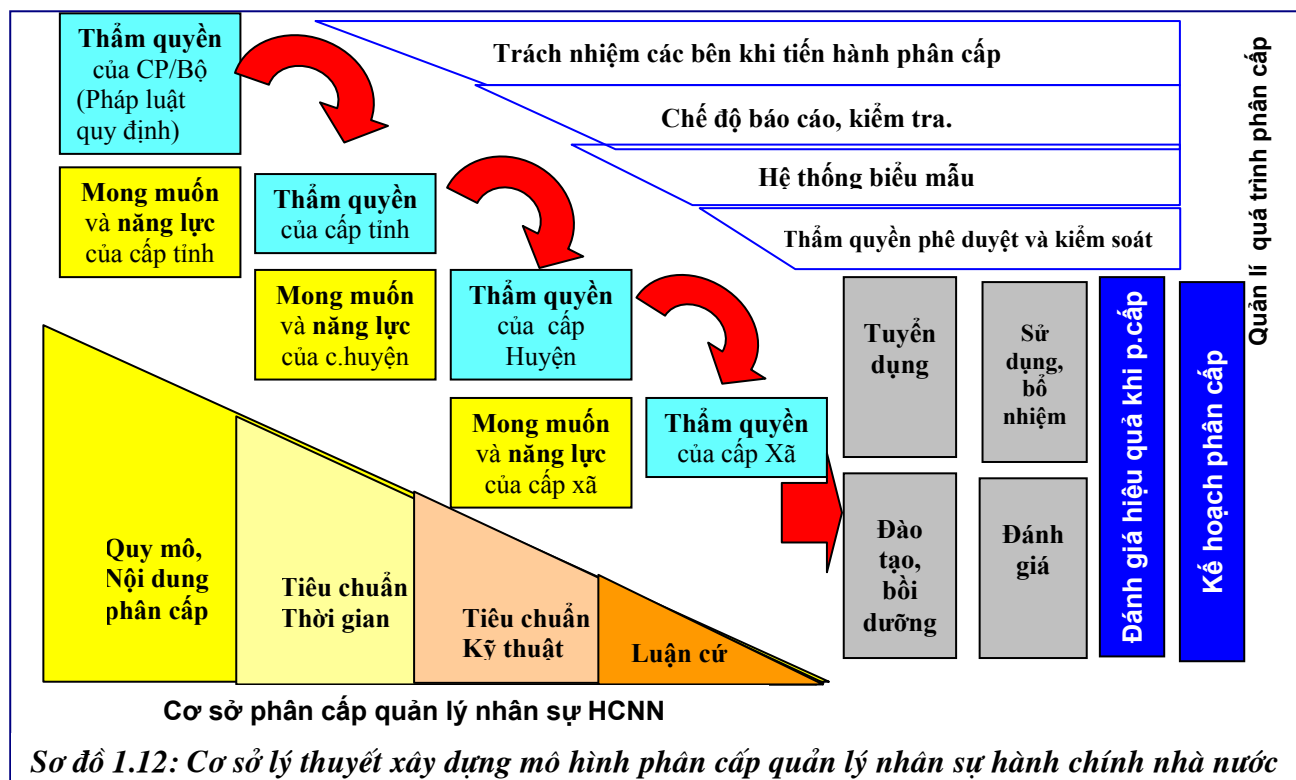 Thẩm quyền
của CP/Bộ
(Pháp luật
quy định)
Trách nhiệm các bên khi tiến hành phân cấp
Chế độ báo cáo, kiểm tra.
Hệ thống biểu mẫu
Thẩm quyền phê duyệt và kiểm soát
Quản lí quá trình phân cấp
Mong muốn
và năng lực
của cấp tỉnh
Thẩm quyền
của cấp tỉnh
Mong muốn
và năng lực
của c.huyện
Thẩm quyền
của cấp
Huyện
Mong muốn
và năng lực
của cấp xã
Thẩm quyền
của cấp Xã
Tuyển
dụng
Sử
dụng,
bổ
nhiệm
Đào
tạo,
bồi
dưỡng
Đánh
giá
Đánh giá hiệu quả khi p.cấp
Kế hoạch phân cấp
Quy mô,
Nội dung
phân cấp
Tiêu chuẩn
Thời gian
Tiêu chuẩn
Kỹ thuật
Luận cứ
Cơ sở phân cấp quản lý nhân sự HCNN
Sơ đồ 1.12: Cơ sở lý thuyết xây dựng mô hình phân cấp quản lý nhân sự hành chính nhà nước